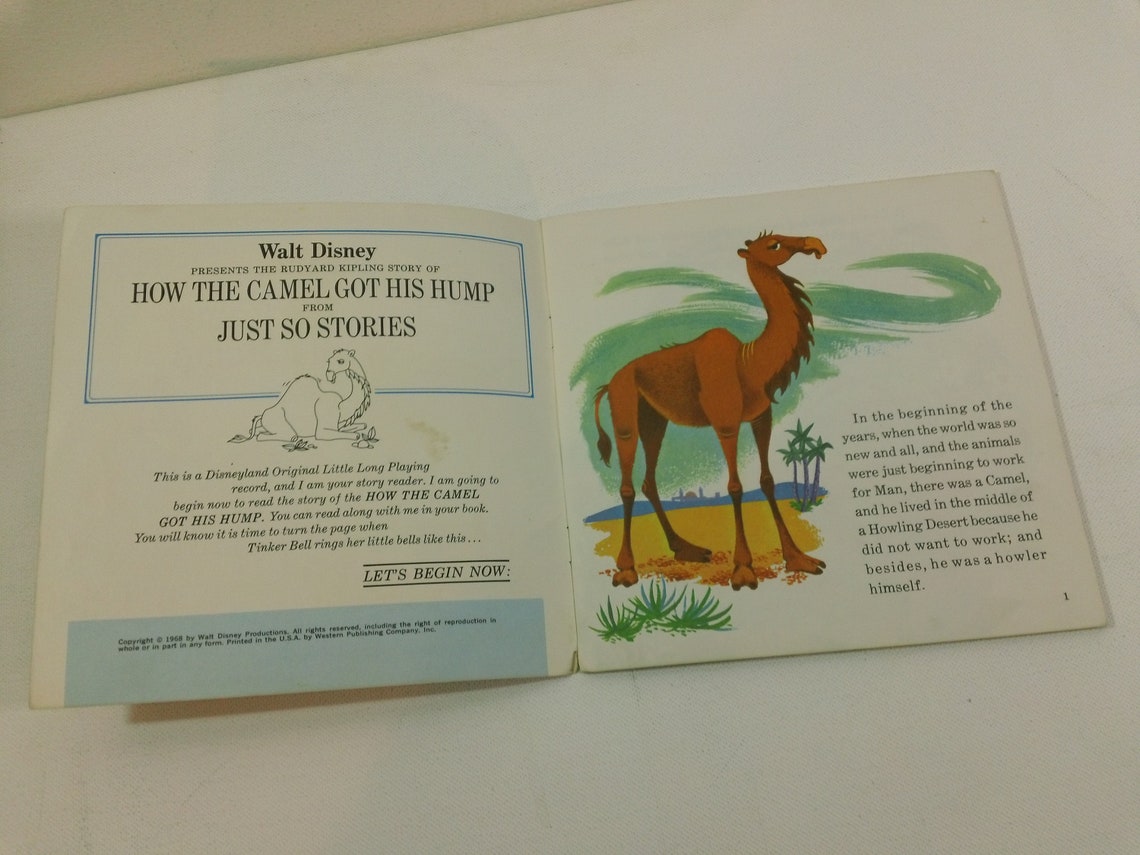 Walt Disney
PRESENTS THE RUDYARD KIPLING STORY OF
HOW THE CAMEL GOT HIS HUMP
FROM
JUST SO STORIES
This is a Disneyland Original Little Long Playing
record, and I am your story reader. I am going to
begin now to read the story of the HOW THE CAMEL
GOT HIS HUMP. You can read along with me in your book.
You will know it is time to turn the page when
Tinker Bell rings her little bells like this...
LET'S BEGIN NOW:
Copyright © 1968 by Walt Disney Productions. All rights reserved, including the right of reproduction in
whole or in part in any form. Printed in the U.S.A. by Western Publishing Company, Inc.
In the beginning of the
years, when the world was so
new and all, and the animals
were just beginning to work
for Man, there was a Camel,
and he lived in the middle of
a Howling Desert because he
did not want to work; and
besides, he was a howler
himself.
1